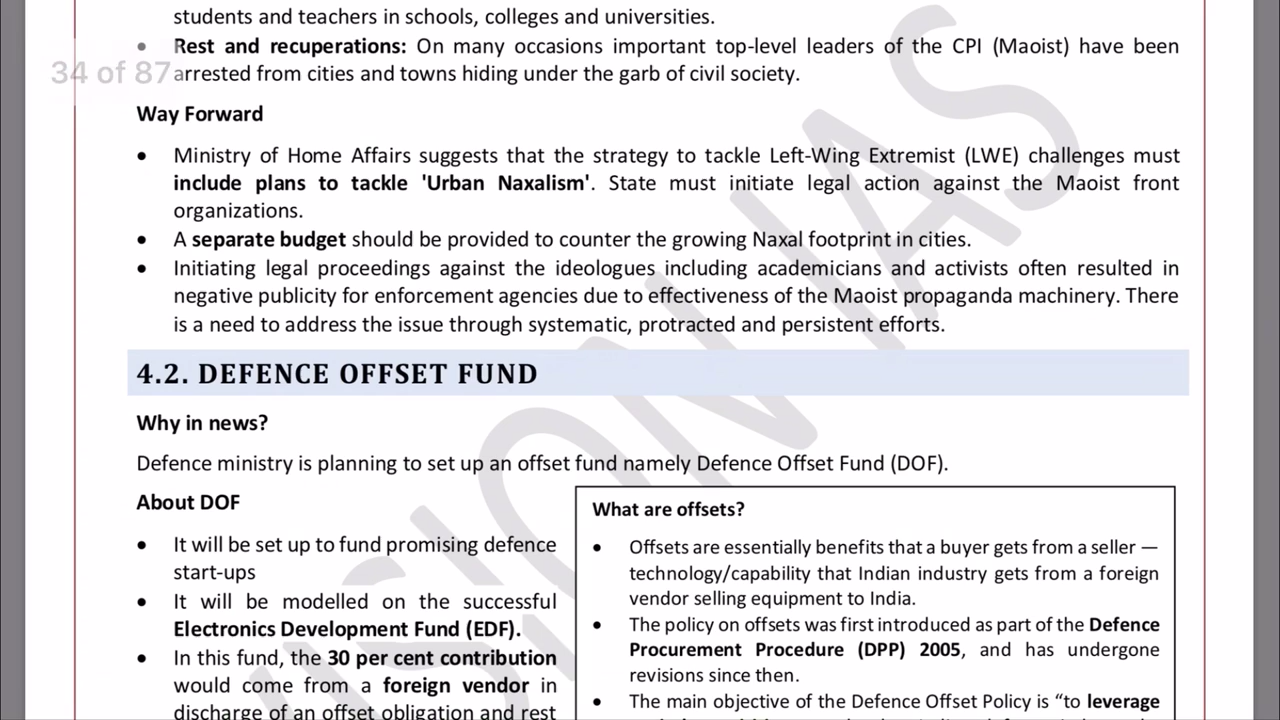 students and teachers in schools, colleges and universities.
• Rest and recuperations: On many occasions important top-level leaders of the CPI (Maoist) have been
34 of 87
arrested from cities and towns hiding under the garb of civil society.
Way Forward
• Ministry of Home Affairs suggests that the strategy to tackle Left-Wing Extremist (LWE) challenges must
include plans to tackle 'Urban Naxalism'. State must initiate legal action against the Maoist front
organizations.
• A separate budget should be provided to counter the growing Naxal footprint in cities.
• Initiating legal proceedings against the ideologues including academicians and activists often resulted in
negative publicity for enforcement agencies due to effectiveness of the Maoist propaganda machinery. There
is a need to address the issue through systematic, protracted and persistent efforts.
4.2. DEFENCE OFFSET FUND
Why in news?
Defence ministry is planning to set up an offset fund namely Defence Offset Fund (DOF).
About DOF
• It will be set up to fund promising defence
start-ups
• It will be modelled on the successful
Electronics Development Fund (EDF).
• In this fund, the 30 per cent contribution
would come from a foreign vendor in
discharge of an offset obligation and rest
What are offsets?
• Offsets are essentially benefits that a buyer gets from a seller —
technology/capability that Indian industry gets from a foreign
vendor selling equipment to India.
• The policy on offsets was first introduced as part of the Defence
Procurement Procedure (DPP) 2005, and has undergone
revisions since then.
• The main objective of the Defence Offset Policy is “to leverage
VISION IAS